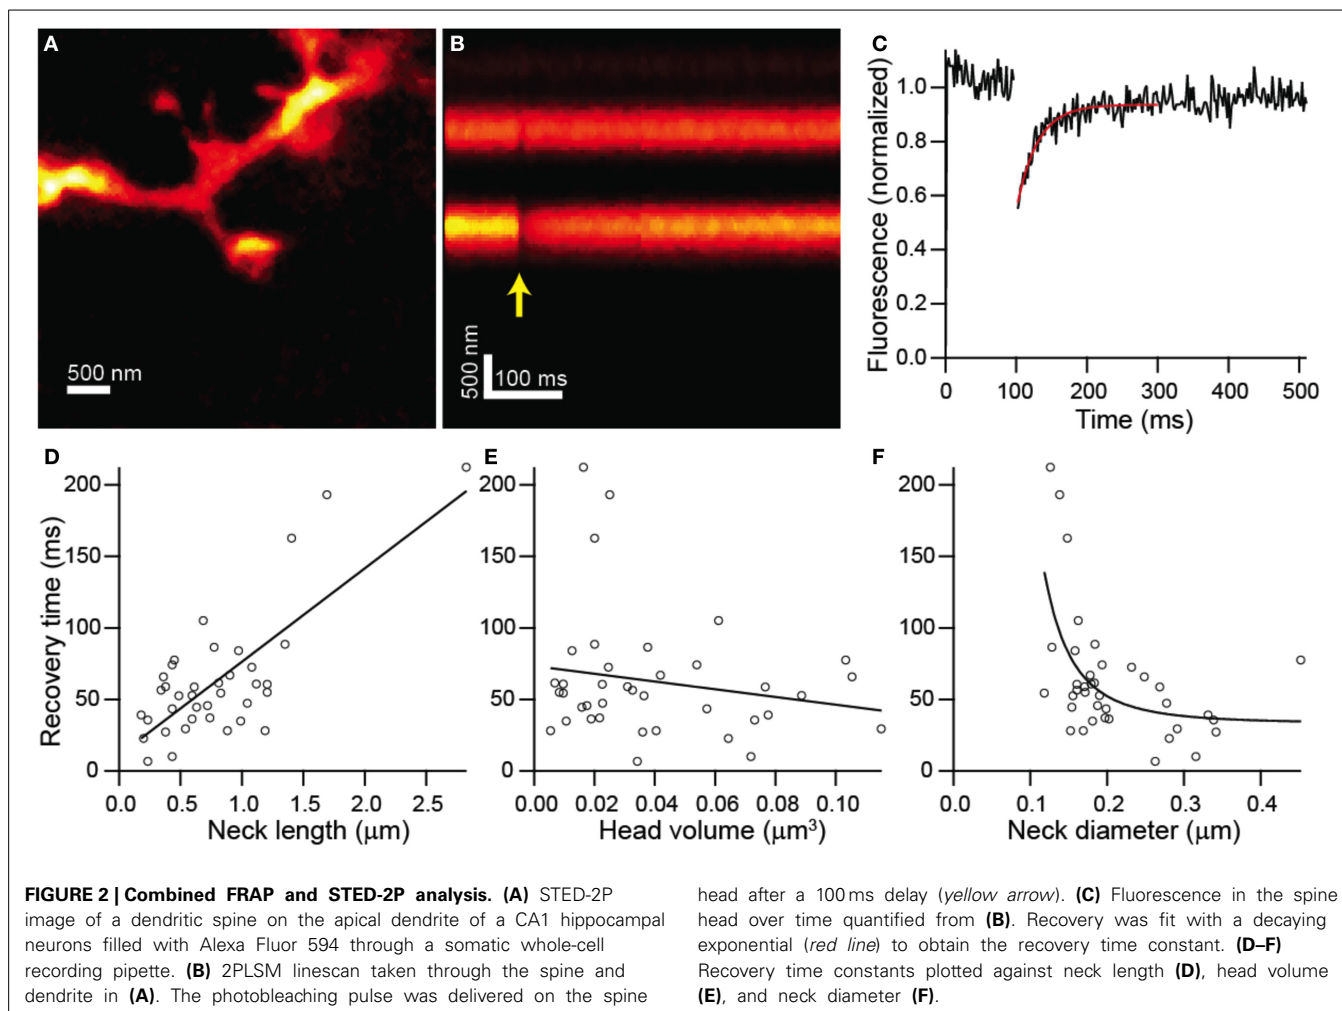 A
500 nm
B
500 nm
100 ms
C
Fluorescence (normalized)
1.0
0.8
0.6
0.4
0.2
0.0
0 100 200 300 400 500
Time (ms)
D
Recovery time (ms)
200
150
100
50
0
0.0 0.5 1.0 1.5 2.0 2.5
Neck length (µm)
E
200
150
100
50
0
0.00 0.02 0.04 0.06 0.08 0.10
Head volume (µm³)
F
200
150
100
50
0
0.0 0.1 0.2 0.3 0.4
Neck diameter (µm)
FIGURE 2 | Combined FRAP and STED-2P analysis. (A) STED-2P
image of a dendritic spine on the apical dendrite of a CA1 hippocampal
neurons filled with Alexa Fluor 594 through a somatic whole-cell
recording pipette. (B) 2PLSM linescan taken through the spine and
dendrite in (A). The photobleaching pulse was delivered on the spine
head after a 100 ms delay (yellow arrow). (C) Fluorescence in the spine
head over time quantified from (B). Recovery was fit with a decaying
exponential (red line) to obtain the recovery time constant. (D–F)
Recovery time constants plotted against neck length (D), head volume
(E), and neck diameter (F).